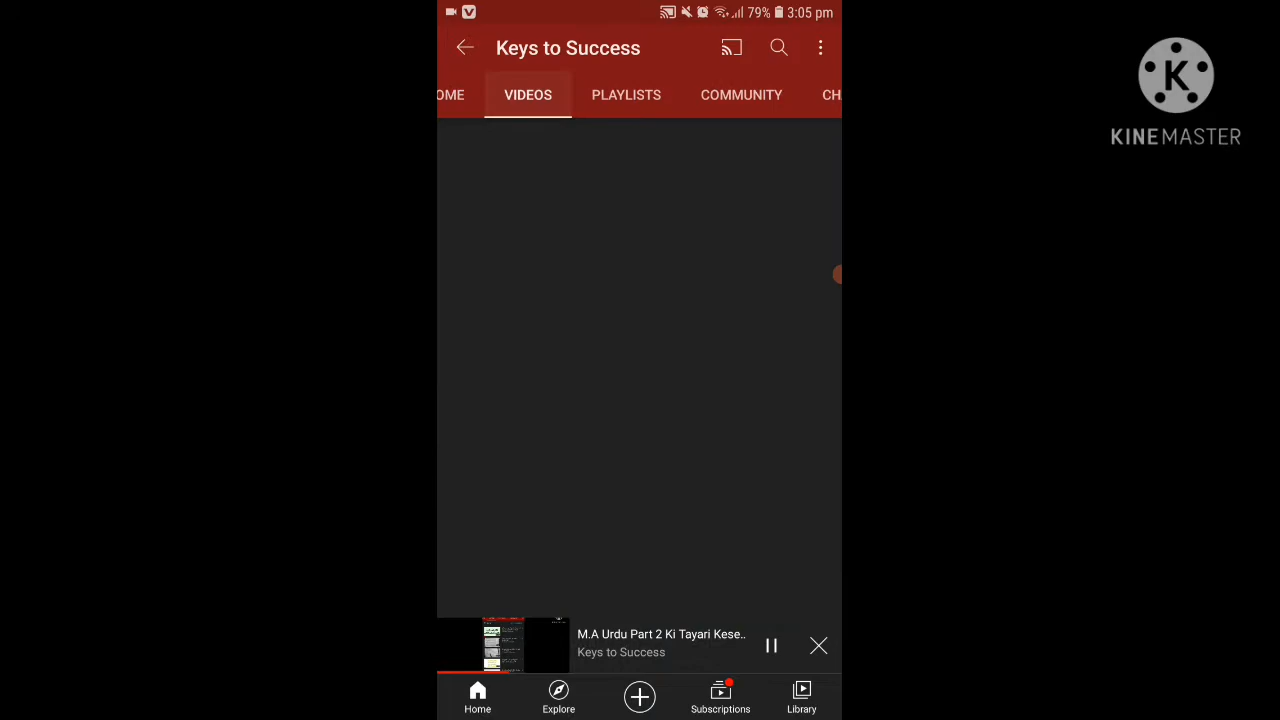 79% 3:05 pm
Keys to Success
OME VIDEOS PLAYLISTS COMMUNITY CH
K
KINEMASTER
M.A Urdu Part 2 Ki Tayari Kese..
Keys to Success
Home Explore Subscriptions Library